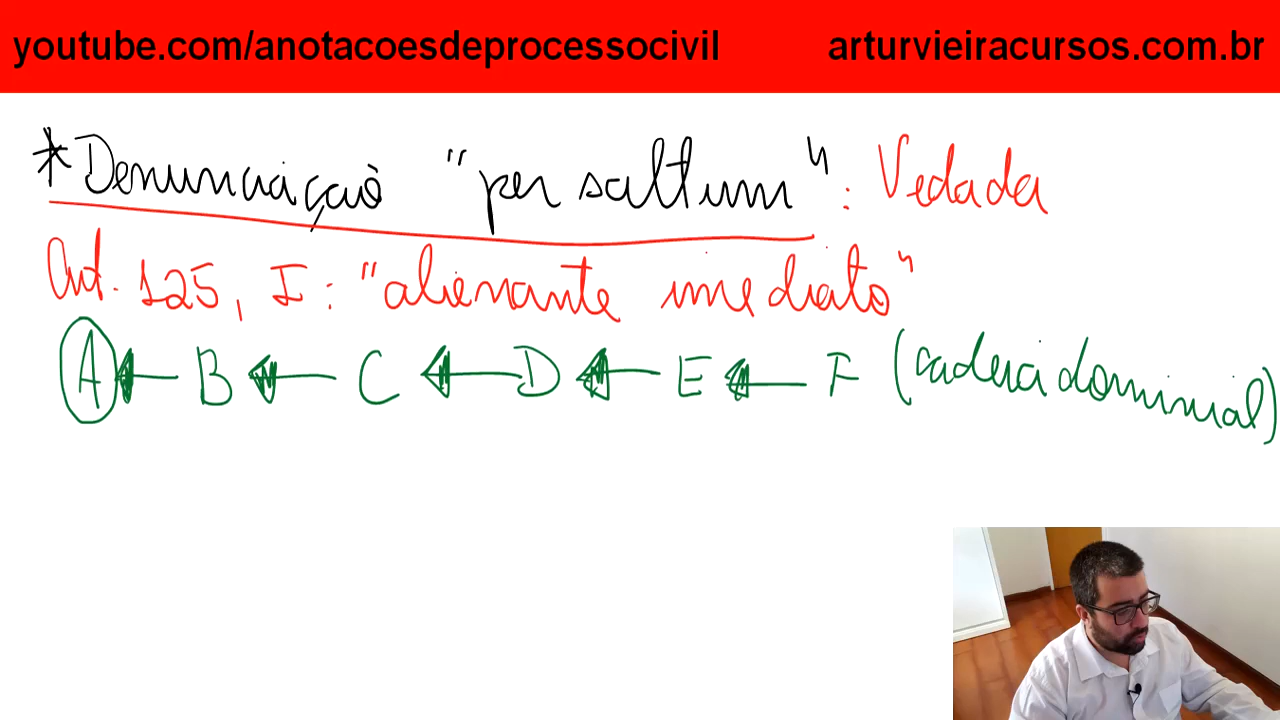 youtube.com/anotacoesdeprocessocivil arturvieiracursos.com.br
*Denunciação "per saltum": Vedada
Art. 125, I: "alienante imediato"
A ← B ← C ← D ← E ← F (cadeia dominial)